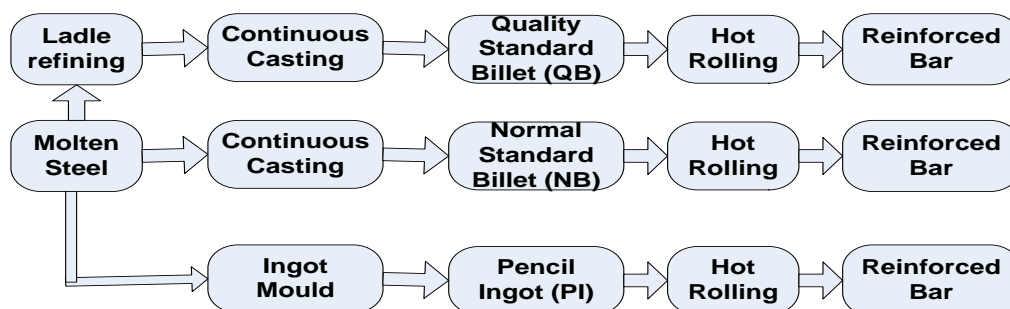 Ladle
refining
Continuous
Casting
Quality
Standard
Billet (QB)
Hot
Rolling
Reinforced
Bar
Molten
Steel
Continuous
Casting
Normal
Standard
Billet (NB)
Hot
Rolling
Reinforced
Bar
Ingot
Mould
Pencil
Ingot (PI)
Hot
Rolling
Reinforced
Bar